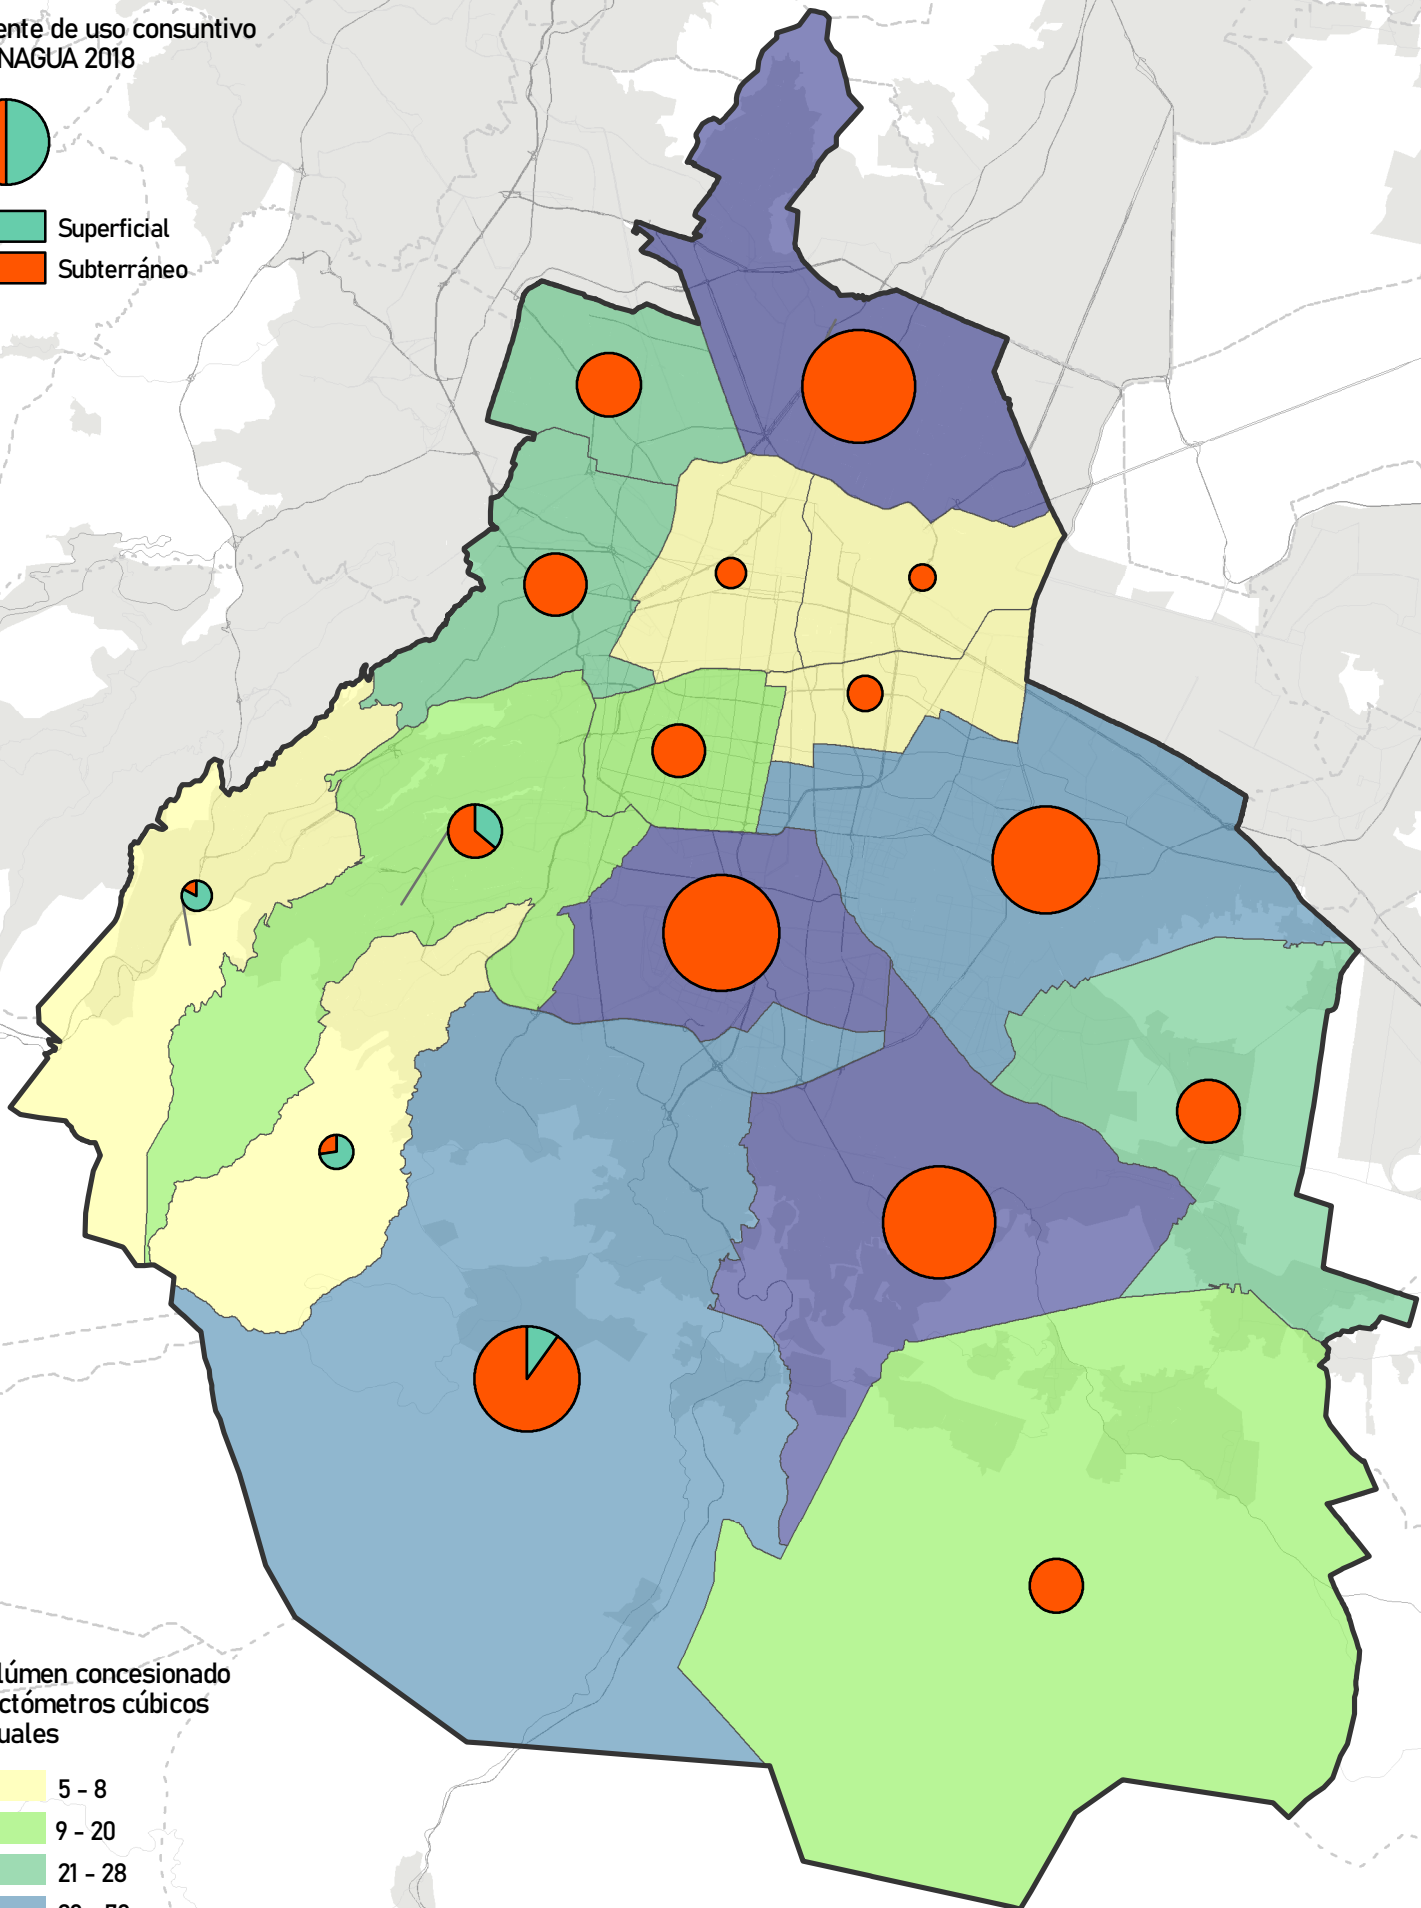 ente de uso consuntivo
NAGUA 2018
Superficial
Subterráneo
lúmen concesionado
ctómetros cúbicos
uales
5 - 8
9 - 20
21 - 28